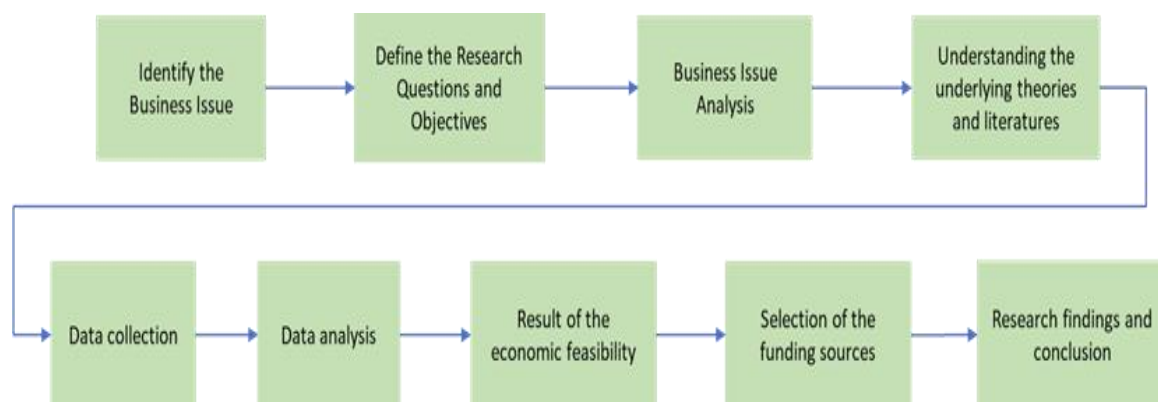 Identify the
Business Issue
Define the Research
Questions and
Objectives
Business Issue
Analysis
Understanding the
underlying theories
and literatures
Data collection
Data analysis
Result of the
economic feasibility
Selection of the
funding sources
Research findings and
conclusion